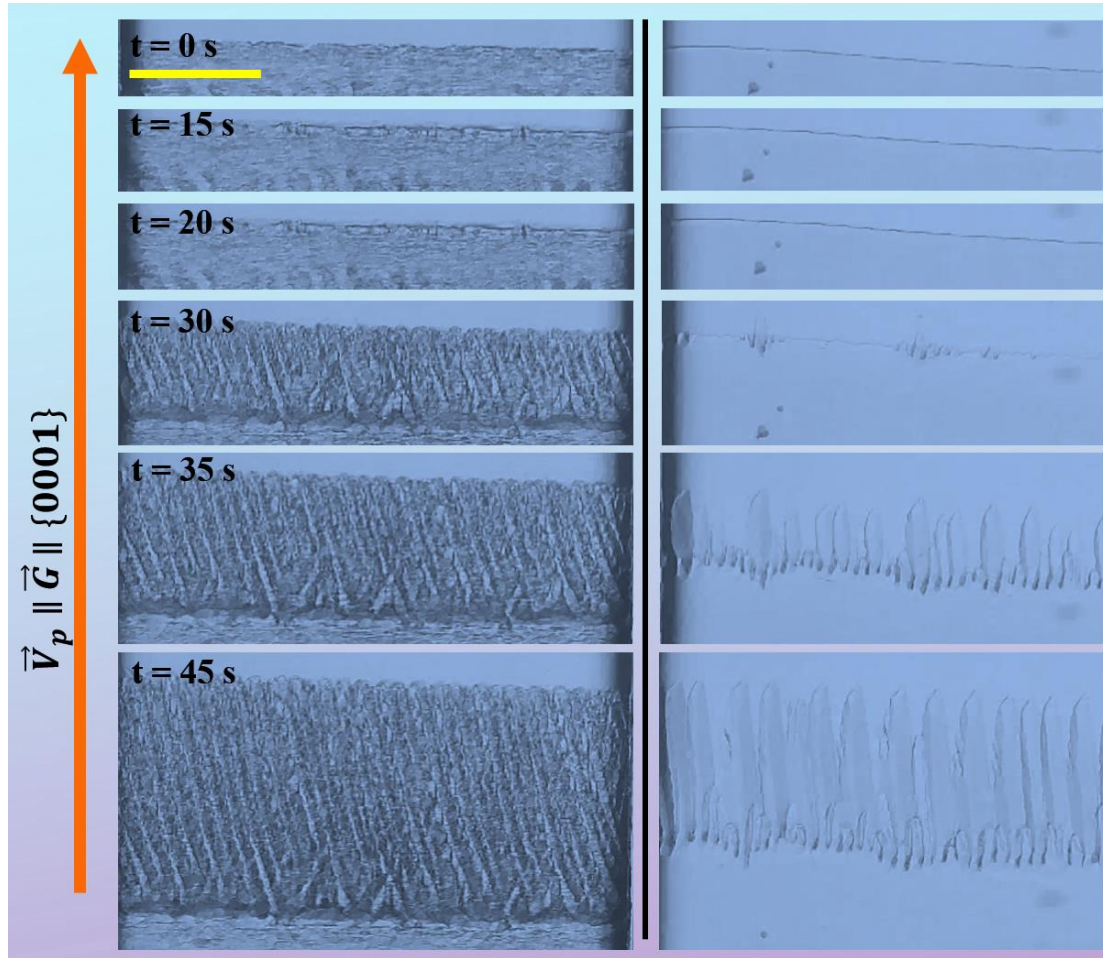 t = 0 s
t = 15 s
t = 20 s
t = 30 s
t = 35 s
t = 45 s
V⃗ₚ ∥ G⃗ ∥ {0001}